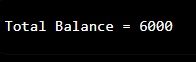 Total Balance = 6000